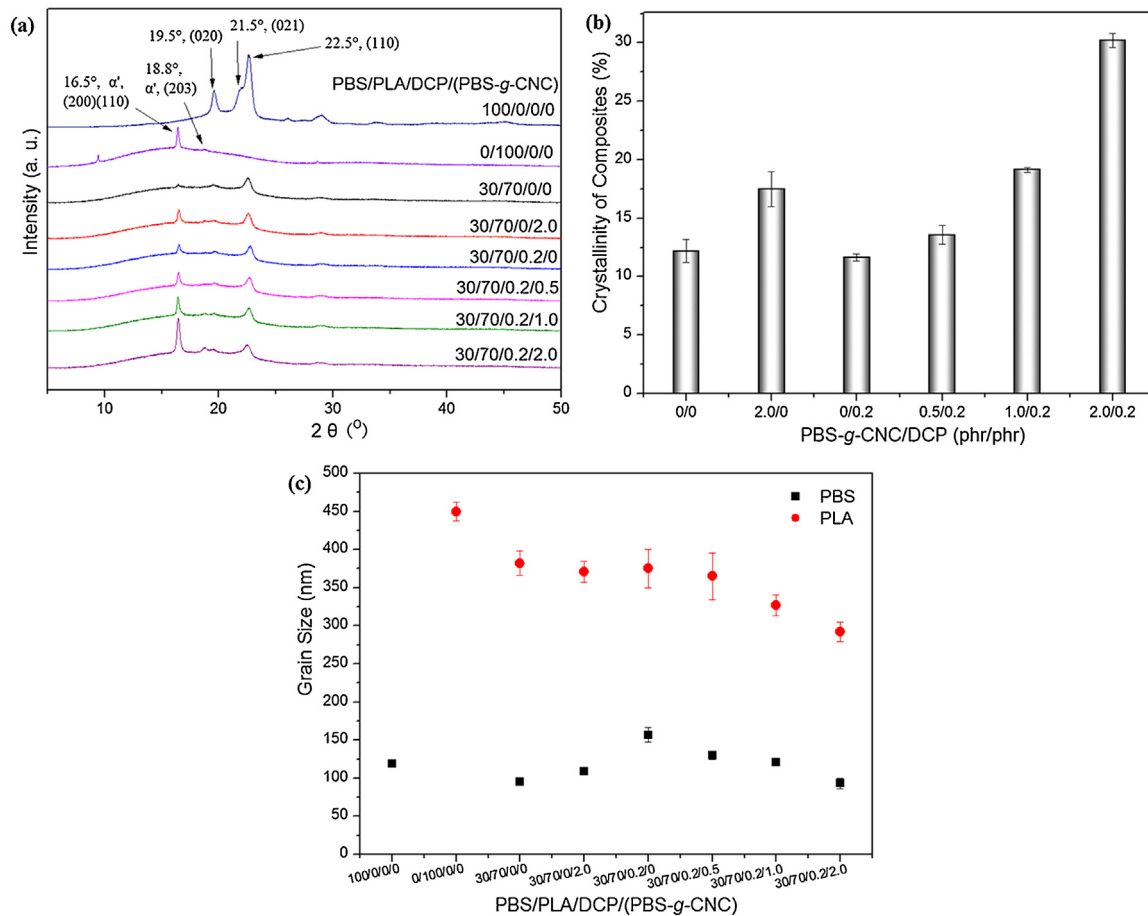 (a)
19.5°, (020)
21.5°, (021)
22.5°, (110)
16.5°, α',
(200)(110)
18.8°,
α', (203)
PBS/PLA/DCP/(PBS-g-CNC)
100/0/0/0
0/100/0/0
30/70/0/0
30/70/0/2.0
30/70/0.2/0
30/70/0.2/0.5
30/70/0.2/1.0
30/70/0.2/2.0
Intensity (a. u.)
10 20 30 40 50
2 θ (°)
(b)
Crystallinity of Composites (%)
30
25
20
15
10
5
0
0/0 2.0/0 0/0.2 0.5/0.2 1.0/0.2 2.0/0.2
PBS-g-CNC/DCP (phr/phr)
(c)
PBS
PLA
Grain Size (nm)
500
450
400
350
300
250
200
150
100
50
0
100/0/0/0 0/100/0/0 30/70/0/0 30/70/0/2.0 30/70/0.2/0 30/70/0.2/0.5 30/70/0.2/1.0 30/70/0.2/2.0
PBS/PLA/DCP/(PBS-g-CNC)